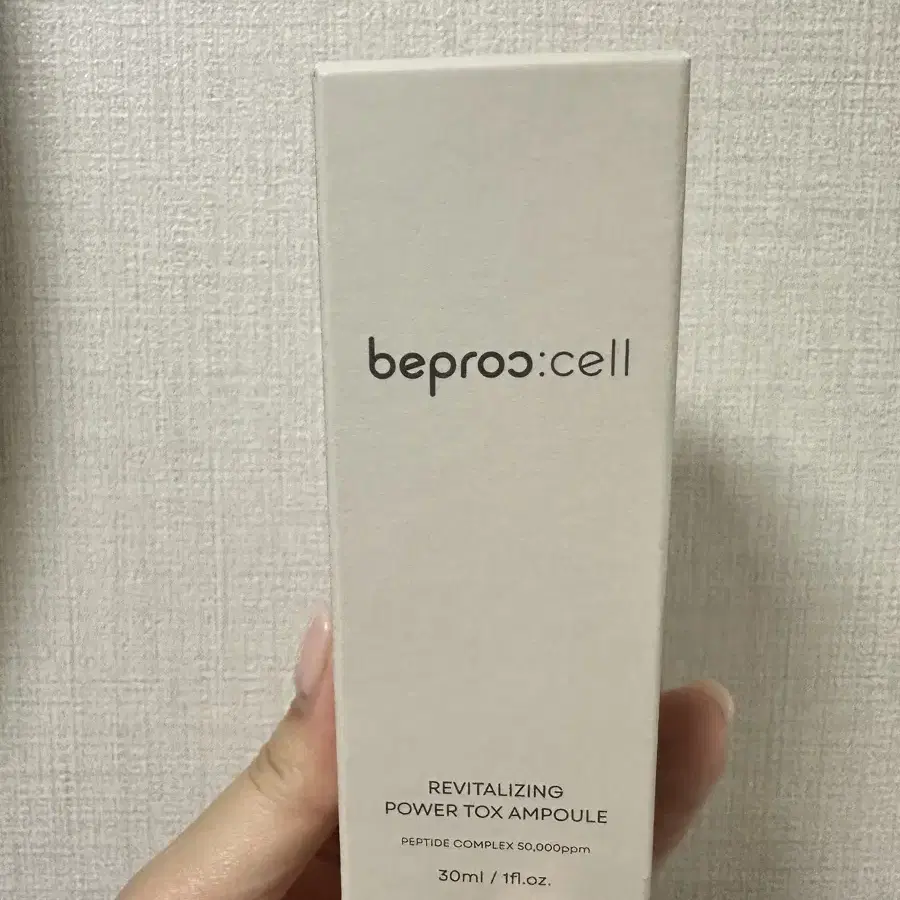 beproc:cell
REVITALIZING
POWER TOX AMPOULE
PEPTIDE COMPLEX 50,000ppm
30ml / 1fl.oz.